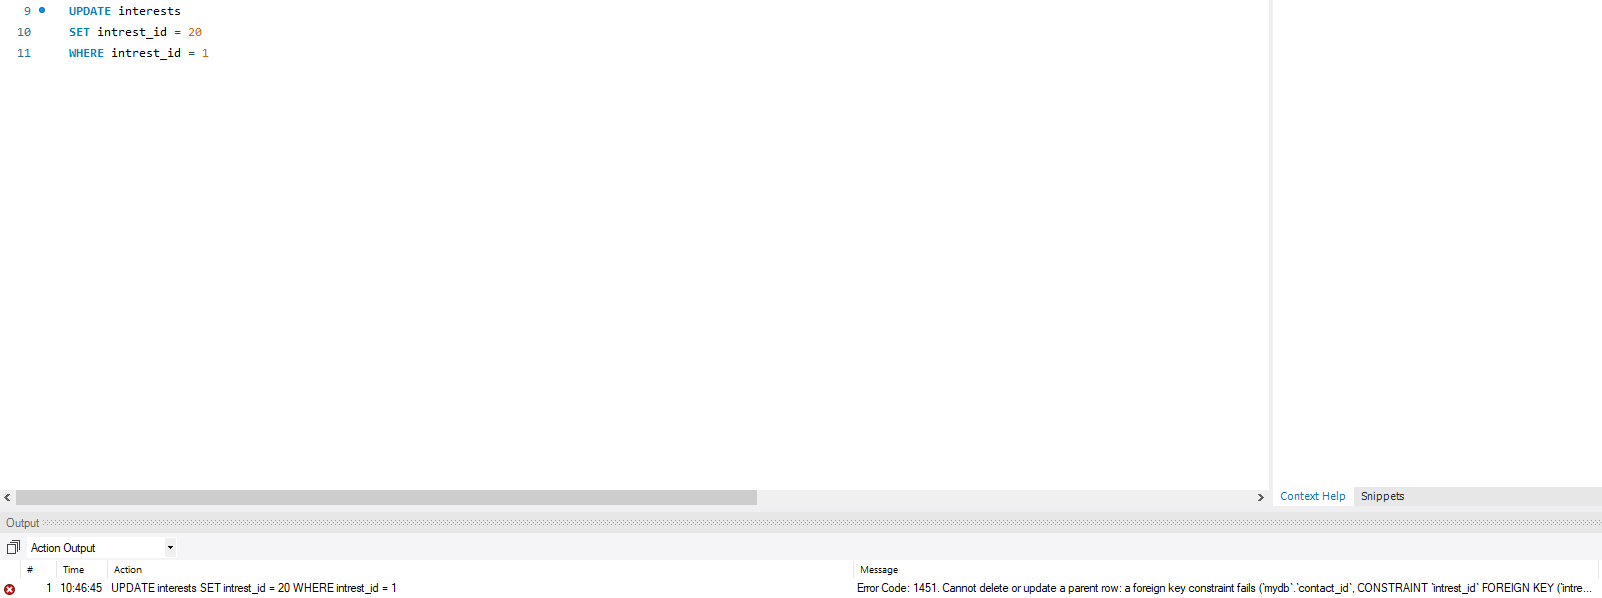 9 UPDATE interests
10 SET intrest_id = 20
11 WHERE intrest_id = 1
Context Help Snippets
Output
Action Output
# Time Action Message
1 10:46:45 UPDATE interests SET intrest_id = 20 WHERE intrest_id = 1 Error Code: 1451. Cannot delete or update a parent row: a foreign key constraint fails (`mydb`.`contact_id`, CONSTRAINT `intrest_id` FOREIGN KEY (`intre...